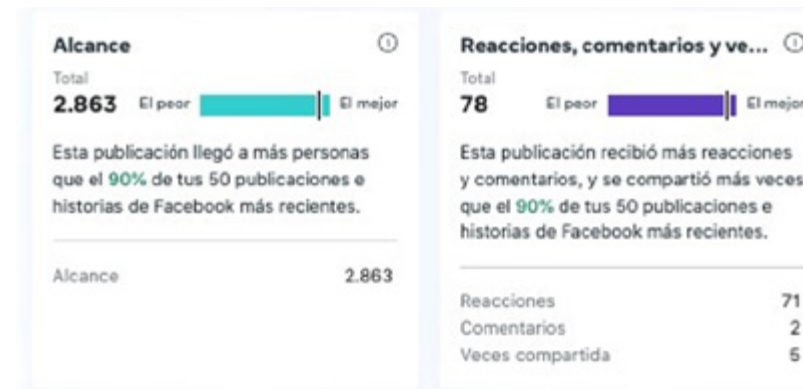 Alcance
Total
2.863 El peor El mejor
Esta publicación llegó a más personas
que el 90% de tus 50 publicaciones e
historias de Facebook más recientes.
Alcance 2.863
Reacciones, comentarios y ve...
Total
78 El peor El mejor
Esta publicación recibió más reacciones
y comentarios, y se compartió más veces
que el 90% de tus 50 publicaciones e
historias de Facebook más recientes.
Reacciones 71
Comentarios 2
Veces compartida 5